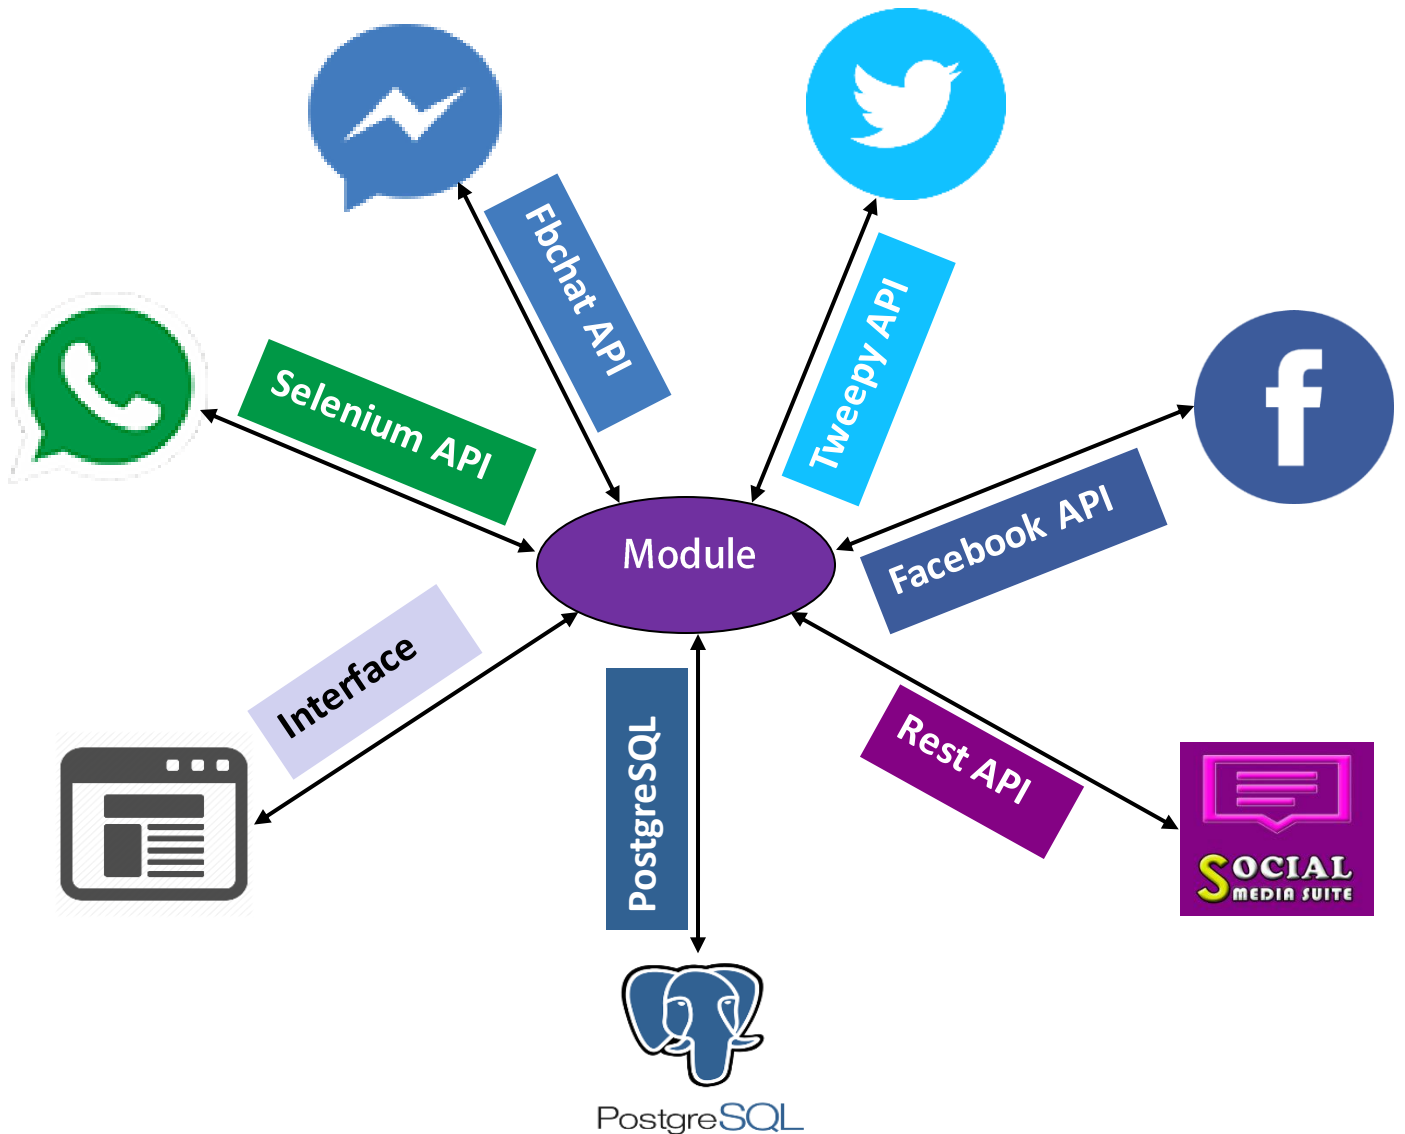 Fbchat API
Tweepy API
Selenium API
Facebook API
Module
Interface
PostgreSQL
Rest API
SOCIAL
MEDIA SUITE
PostgreSQL